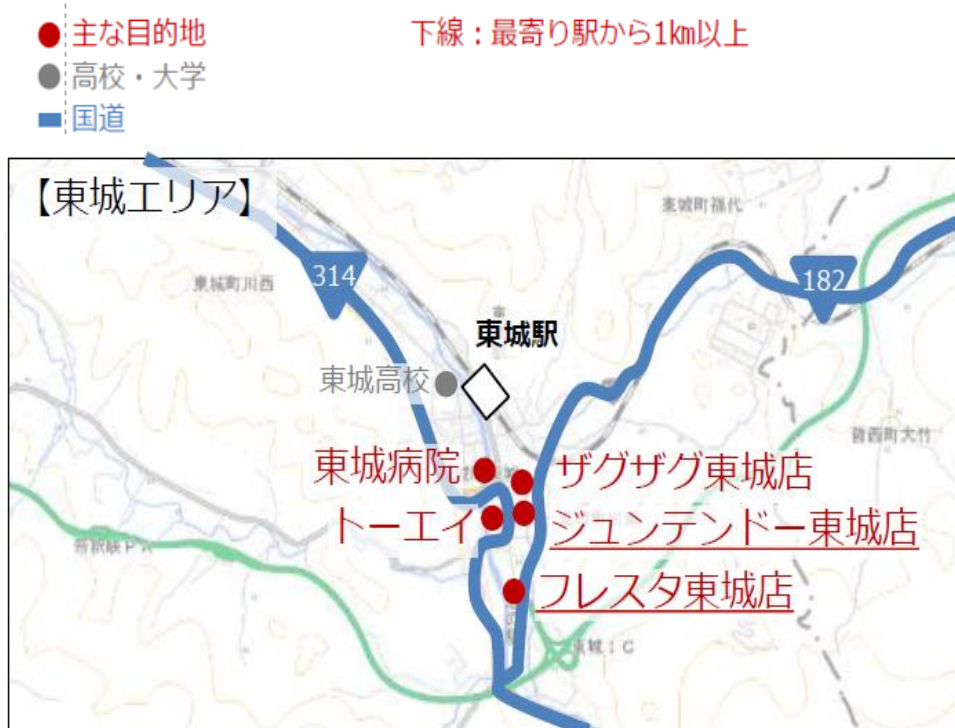 主な目的地
下線：最寄り駅から1km以上
高校・大学
国道
【東城エリア】
東城町福代
314
東城町川西
182
東城駅
東城高校
東城病院
ザグザグ東城店
トーエイ
ジュンテンドー東城店
フレスタ東城店
東城IC